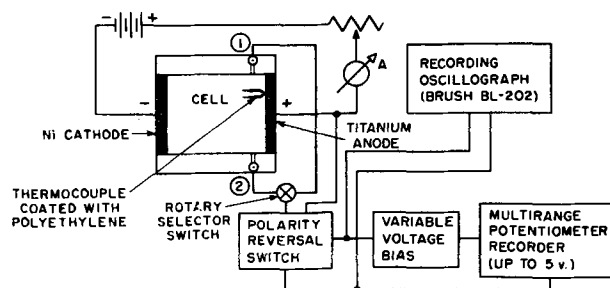 - +
①
A
RECORDING
OSCILLOGRAPH
(BRUSH BL-202)
CELL
-
+
Ni CATHODE
TITANIUM
ANODE
②
THERMOCOUPLE
COATED WITH
POLYETHYLENE
ROTARY
SELECTOR
SWITCH
POLARITY
REVERSAL
SWITCH
VARIABLE
VOLTAGE
BIAS
MULTIRANGE
POTENTIOMETER
RECORDER
(UP TO 5 v.)